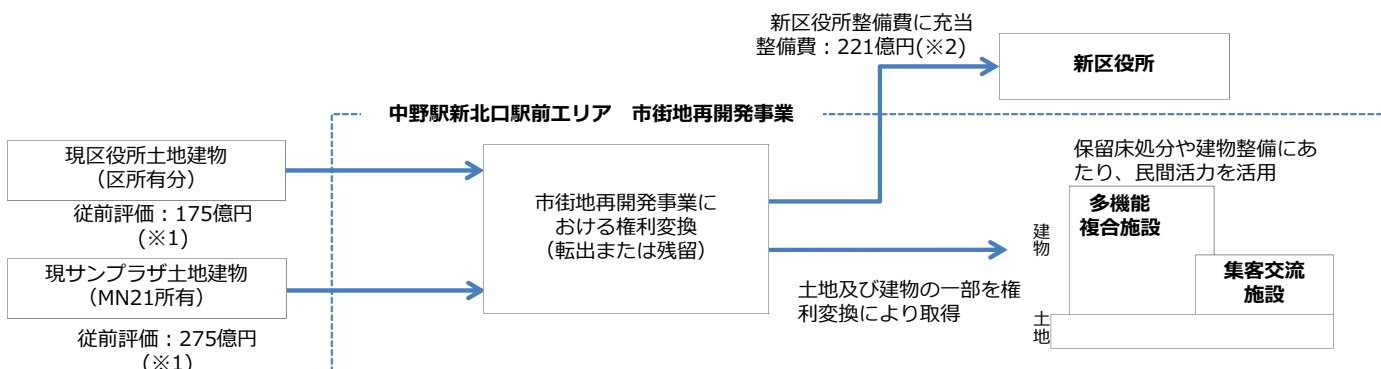 新区役所整備費に充当
整備費：221億円(※2)
新区役所
中野駅新北口駅前エリア　市街地再開発事業
現区役所土地建物
（区所有分）
従前評価：175億円
(※1)
現サンプラザ土地建物
（MN21所有）
従前評価：275億円
(※1)
市街地再開発事業に
おける権利変換
（転出または残留）
土地及び建物の一部を権
利変換により取得
保留床処分や建物整備にあ
たり、民間活力を活用
建物
多機能
複合施設
集客交流
施設
土地